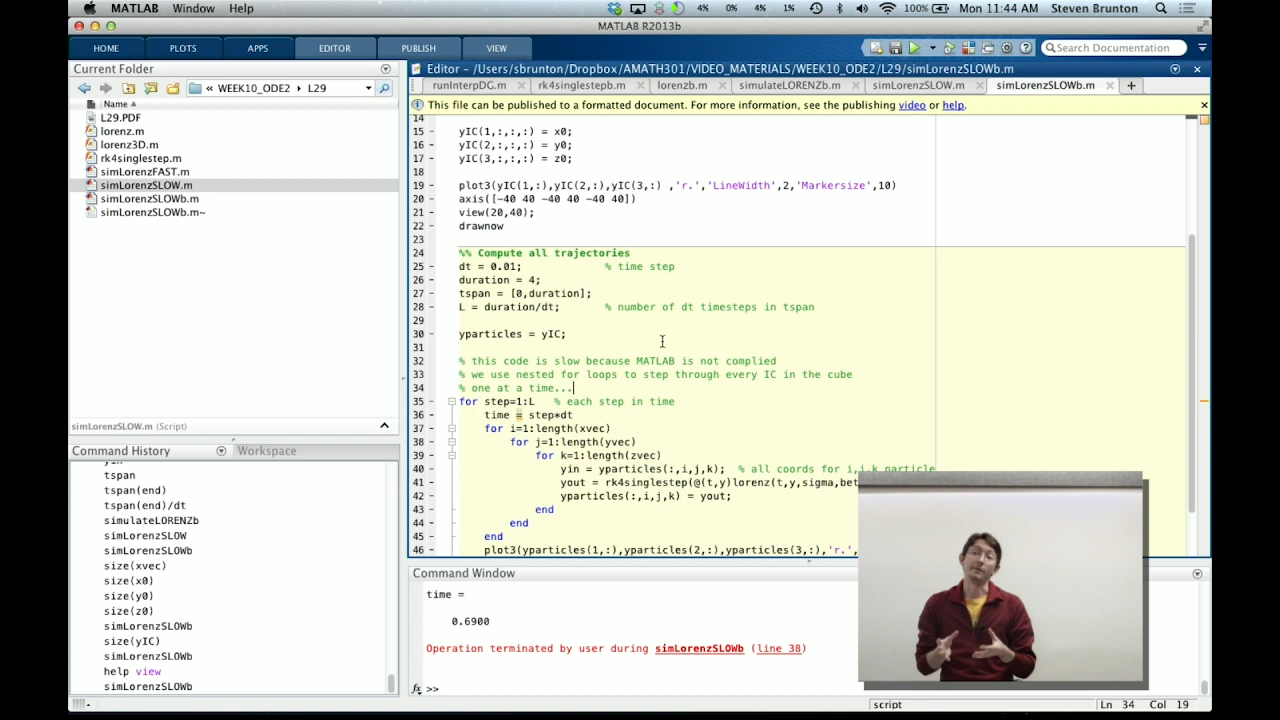 MATLAB Window Help 4% 0% 4% 1% 100% Mon 11:44 AM Steven Brunton
MATLAB R2013b
HOME PLOTS APPS EDITOR PUBLISH VIEW Search Documentation
Current Folder
« WEEK10_ODE2 ▸ L29
Name ▴
L29.PDF
lorenz.m
lorenz3D.m
rk4singlestep.m
simLorenzFAST.m
simLorenzSLOW.m
simLorenzSLOWb.m
simLorenzSLOWb.m~
simLorenzSLOW.m (Script)
Command History Workspace
tspan
tspan(end)
tspan(end)/dt
simulateLORENZb
simLorenzSLOW
simLorenzSLOWb
size(xvec)
size(x0)
size(y0)
size(z0)
simLorenzSLOWb
size(yIC)
simLorenzSLOWb
help view
simLorenzSLOWb
Editor - /Users/sbrunton/Dropbox/AMATH301/VIDEO_MATERIALS/WEEK10_ODE2/L29/simLorenzSLOWb.m
runInterpDG.m rk4singlestepb.m lorenzb.m simulateLORENZb.m simLorenzSLOW.m simLorenzSLOWb.m
This file can be published to a formatted document. For more information, see the publishing video or help.
14
15 - yIC(1,:,:,:) = x0;
16 - yIC(2,:,:,:) = y0;
17 - yIC(3,:,:,:) = z0;
18
19 - plot3(yIC(1,:),yIC(2,:),yIC(3,:) ,'r.','LineWidth',2,'Markersize',10)
20 - axis([-40 40 -40 40 -40 40])
21 - view(20,40);
22 - drawnow
23
24 %% Compute all trajectories
25 - dt = 0.01; % time step
26 - duration = 4;
27 - tspan = [0,duration];
28 - L = duration/dt; % number of dt timesteps in tspan
29
30 - yparticles = yIC;
31
32 % this code is slow because MATLAB is not complied
33 % we use nested for loops to step through every IC in the cube
34 % one at a time...
35 - for step=1:L % each step in time
36 - time = step*dt
37 - for i=1:length(xvec)
38 - for j=1:length(yvec)
39 - for k=1:length(zvec)
40 - yin = yparticles(:,i,j,k); % all coords for i,j,k particle
41 - yout = rk4singlestep(@(t,y)lorenz(t,y,sigma,bet
42 - yparticles(:,i,j,k) = yout;
43 - end
44 - end
45 - end
46 - plot3(yparticles(1,:),yparticles(2,:),yparticles(3,:),'r.',
Command Window
time =
0.6900
Operation terminated by user during simLorenzSLOWb (line 38)
fx >>
script Ln 34 Col 19